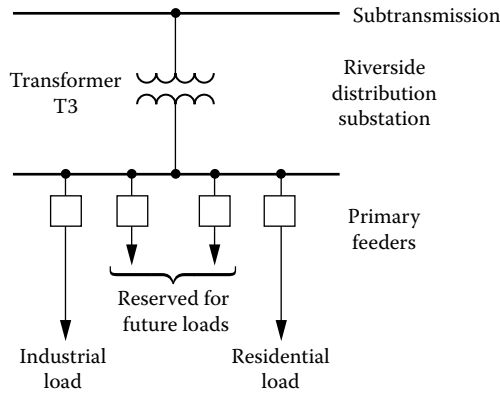 Subtransmission
Transformer
T3
Riverside
distribution
substation
Primary
feeders
Reserved for
future loads
Industrial
load
Residential
load